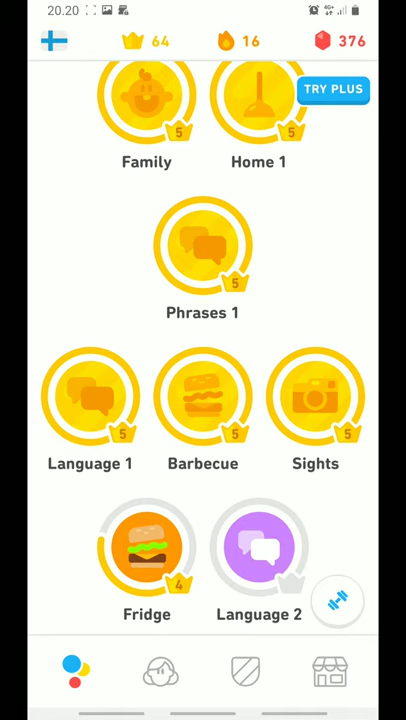 20.20
4G+
64
16
376
TRY PLUS
5
5
Family
Home 1
5
Phrases 1
5
5
5
Language 1
Barbecue
Sights
4
Fridge
Language 2